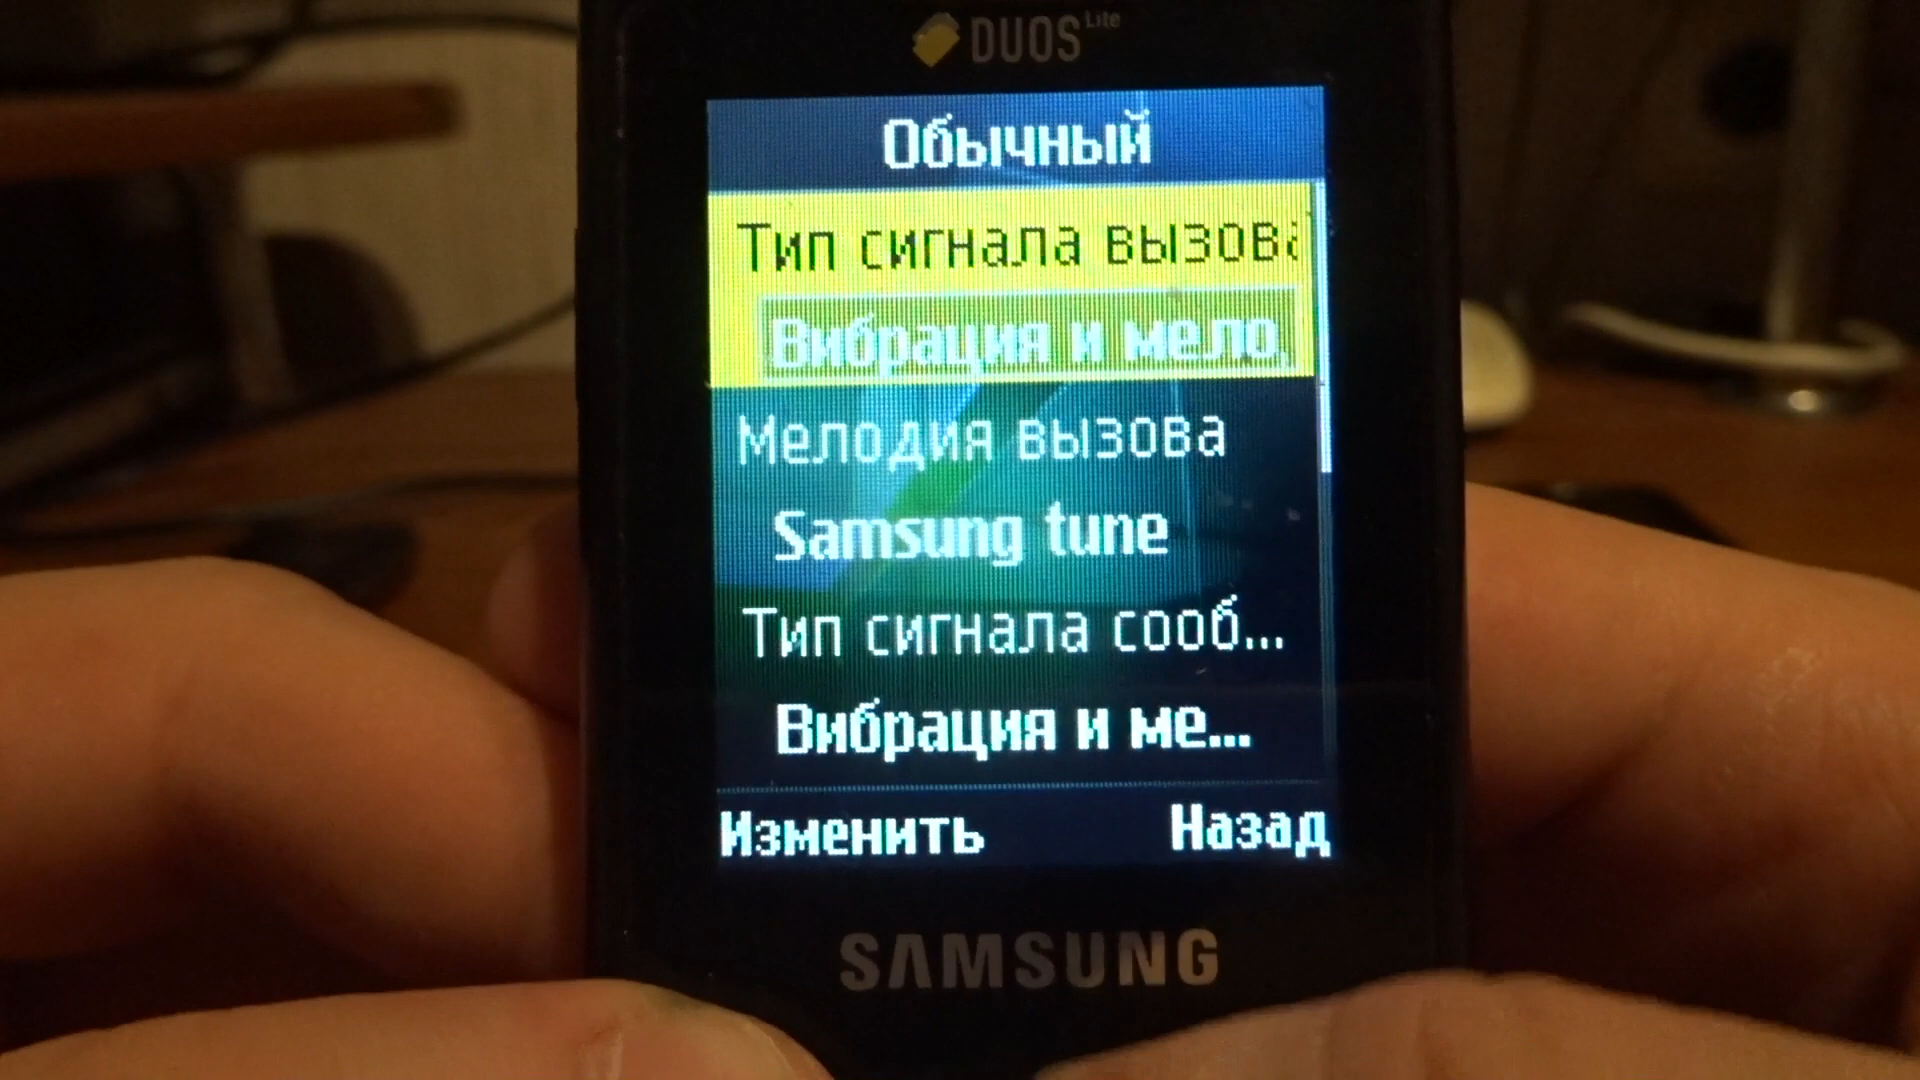 DUOS Lite
Обычный
Тип сигнала вызова
Вибрация и мело
Мелодия вызова
Samsung tune
Тип сигнала сооб...
Вибрация и ме...
Изменить Назад
SAMSUNG